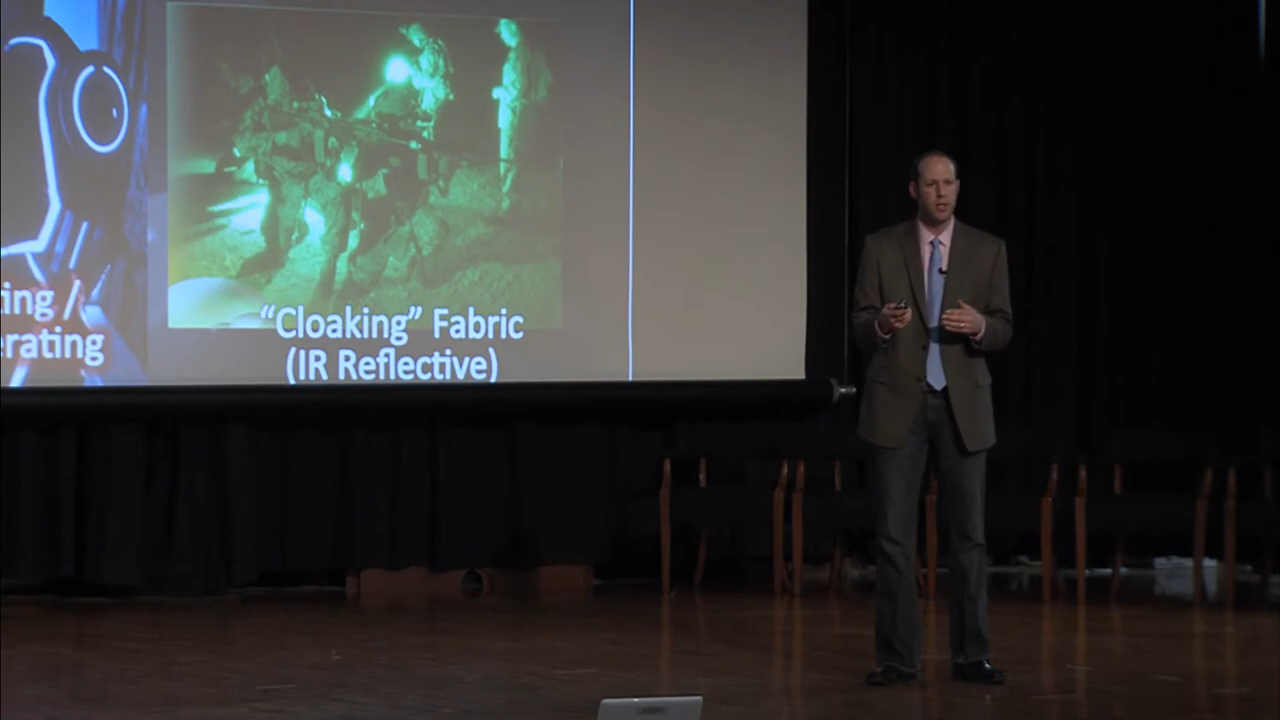 ting /
erating
“Cloaking” Fabric
(IR Reflective)